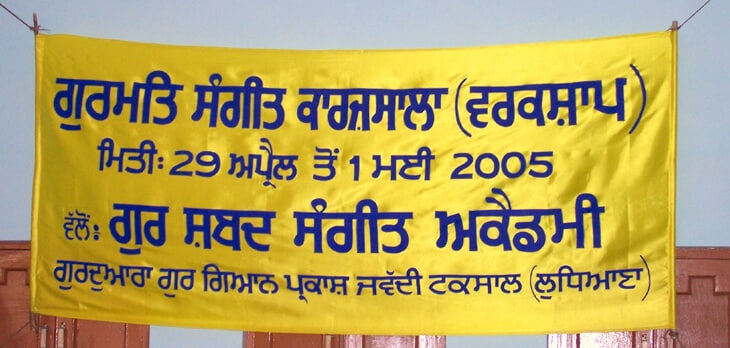 ਗੁਰਮਤਿ ਸੰਗੀਤ ਕਾਰਜ਼ਸਾਲਾ (ਵਰਕਸ਼ਾਪ)
ਮਿਤੀ: 29 ਅਪ੍ਰੈਲ ਤੋਂ 1 ਮਈ 2005
ਵੱਲੋਂ: ਗੁਰ ਸ਼ਬਦ ਸੰਗੀਤ ਅਕੈਡਮੀ
ਗੁਰਦੁਆਰਾ ਗੁਰ ਗਿਆਨ ਪ੍ਰਕਾਸ਼ ਜਵੱਦੀ ਟਕਸਾਲ (ਲੁਧਿਆਣਾ)